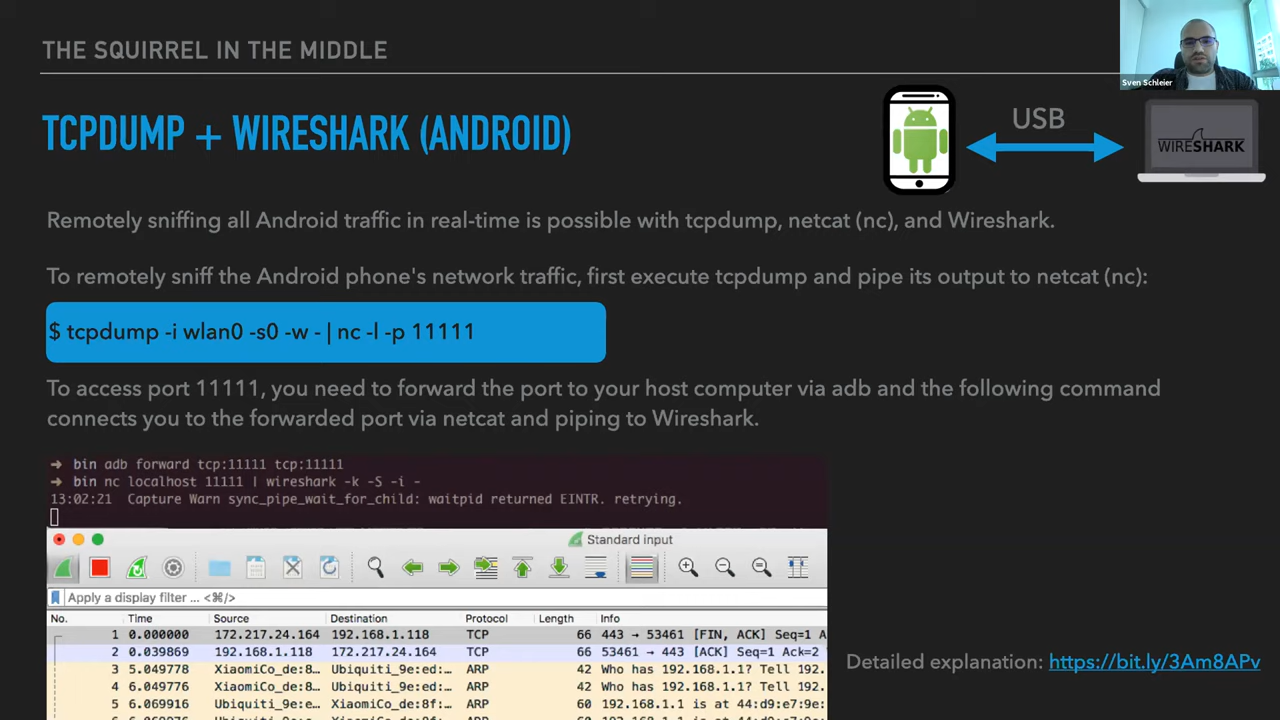 THE SQUIRREL IN THE MIDDLE
Sven Schleier
TCPDUMP + WIRESHARK (ANDROID)
USB
WIRESHARK
Remotely sniffing all Android traffic in real-time is possible with tcpdump, netcat (nc), and Wireshark.
To remotely sniff the Android phone's network traffic, first execute tcpdump and pipe its output to netcat (nc):
$ tcpdump -i wlan0 -s0 -w - | nc -l -p 11111
To access port 11111, you need to forward the port to your host computer via adb and the following command
connects you to the forwarded port via netcat and piping to Wireshark.
➜ bin adb forward tcp:11111 tcp:11111
➜ bin nc localhost 11111 | wireshark -k -S -i -
13:02:21 Capture Warn sync_pipe_wait_for_child: waitpid returned EINTR. retrying.
Standard input
Apply a display filter ... <⌘/>
No. Time Source Destination Protocol Length Info
1 0.000000 172.217.24.164 192.168.1.118 TCP 66 443 → 53461 [FIN, ACK] Seq=1 A
2 0.039869 192.168.1.118 172.217.24.164 TCP 66 53461 → 443 [ACK] Seq=1 Ack=2
3 5.049778 XiaomiCo_de:8… Ubiquiti_9e:ed:… ARP 42 Who has 192.168.1.1? Tell 192
4 5.049776 XiaomiCo_de:8… Ubiquiti_9e:ed:… ARP 42 Who has 192.168.1.1? Tell 192
5 6.069916 Ubiquiti_9e:ed… XiaomiCo_de:8f:… ARP 60 192.168.1.1 is at 44:d9:e7:9e:
Detailed explanation: https://bit.ly/3Am8APv